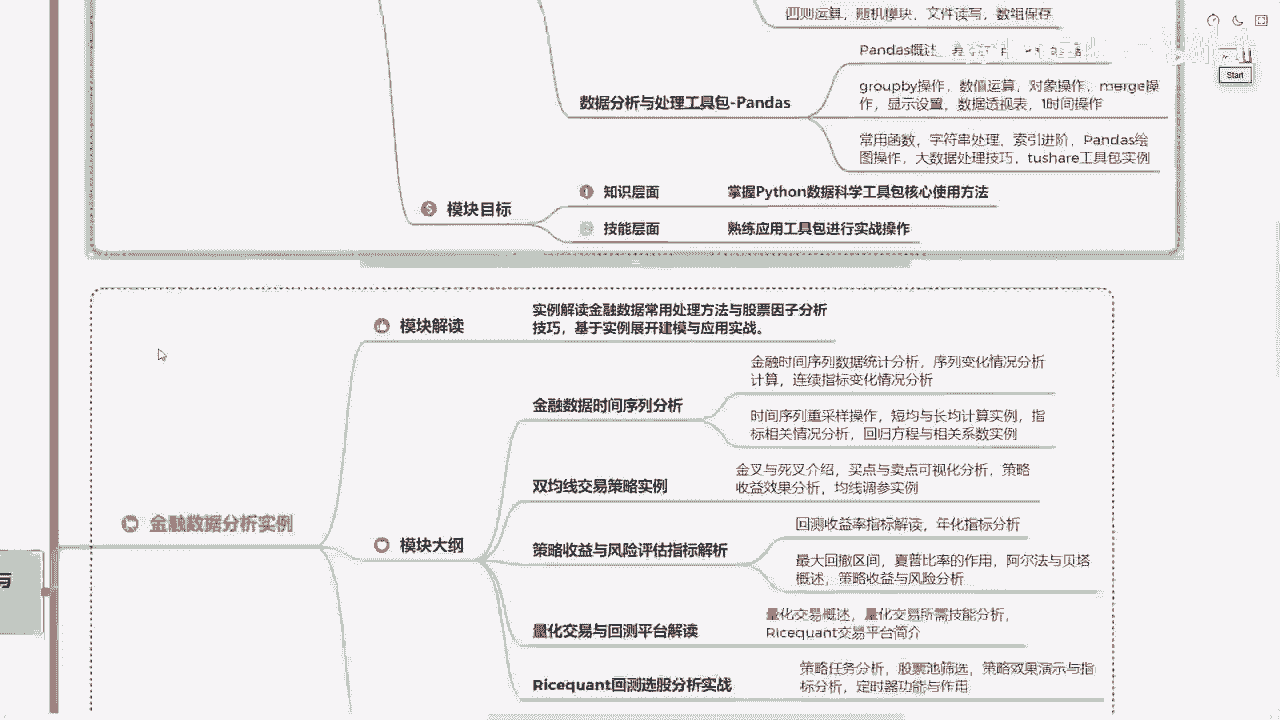 四则运算，随机模块，文件读写，数组保存
Pandas概述
Start
groupby操作，数值运算，对象操作，merge操
作，显示设置，数据透视表，时间操作
数据分析与处理工具包-Pandas
常用函数，字符串处理，索引进阶，Pandas绘
图操作，大数据处理技巧，tushare工具包实例
知识层面
掌握Python数据科学工具包核心使用方法
模块目标
技能层面
熟练应用工具包进行实战操作
模块解读
实例解读金融数据常用处理方法与股票因子分析
技巧，基于实例展开建模与应用实战。
金融时间序列数据统计分析，序列变化情况分析
计算，连续指标变化情况分析
金融数据时间序列分析
时间序列重采样操作，短均与长均计算实例，指
标相关情况分析，回归方程与相关系数实例
双均线交易策略实例
金叉与死叉介绍，买点与卖点可视化分析，策略
收益效果分析，均线调参实例
金融数据分析实例
模块大纲
回测收益率指标解读，年化指标分析
策略收益与风险评估指标解析
最大回撤区间，夏普比率的作用，阿尔法与贝塔
概述，策略收益与风险分析
与
量化交易与回测平台解读
量化交易概述，量化交易所需技能分析，
Ricequant交易平台简介
Ricequant回测选股分析实战
策略任务分析，股票池筛选，策略效果演示与指
标分析，定时器功能与作用